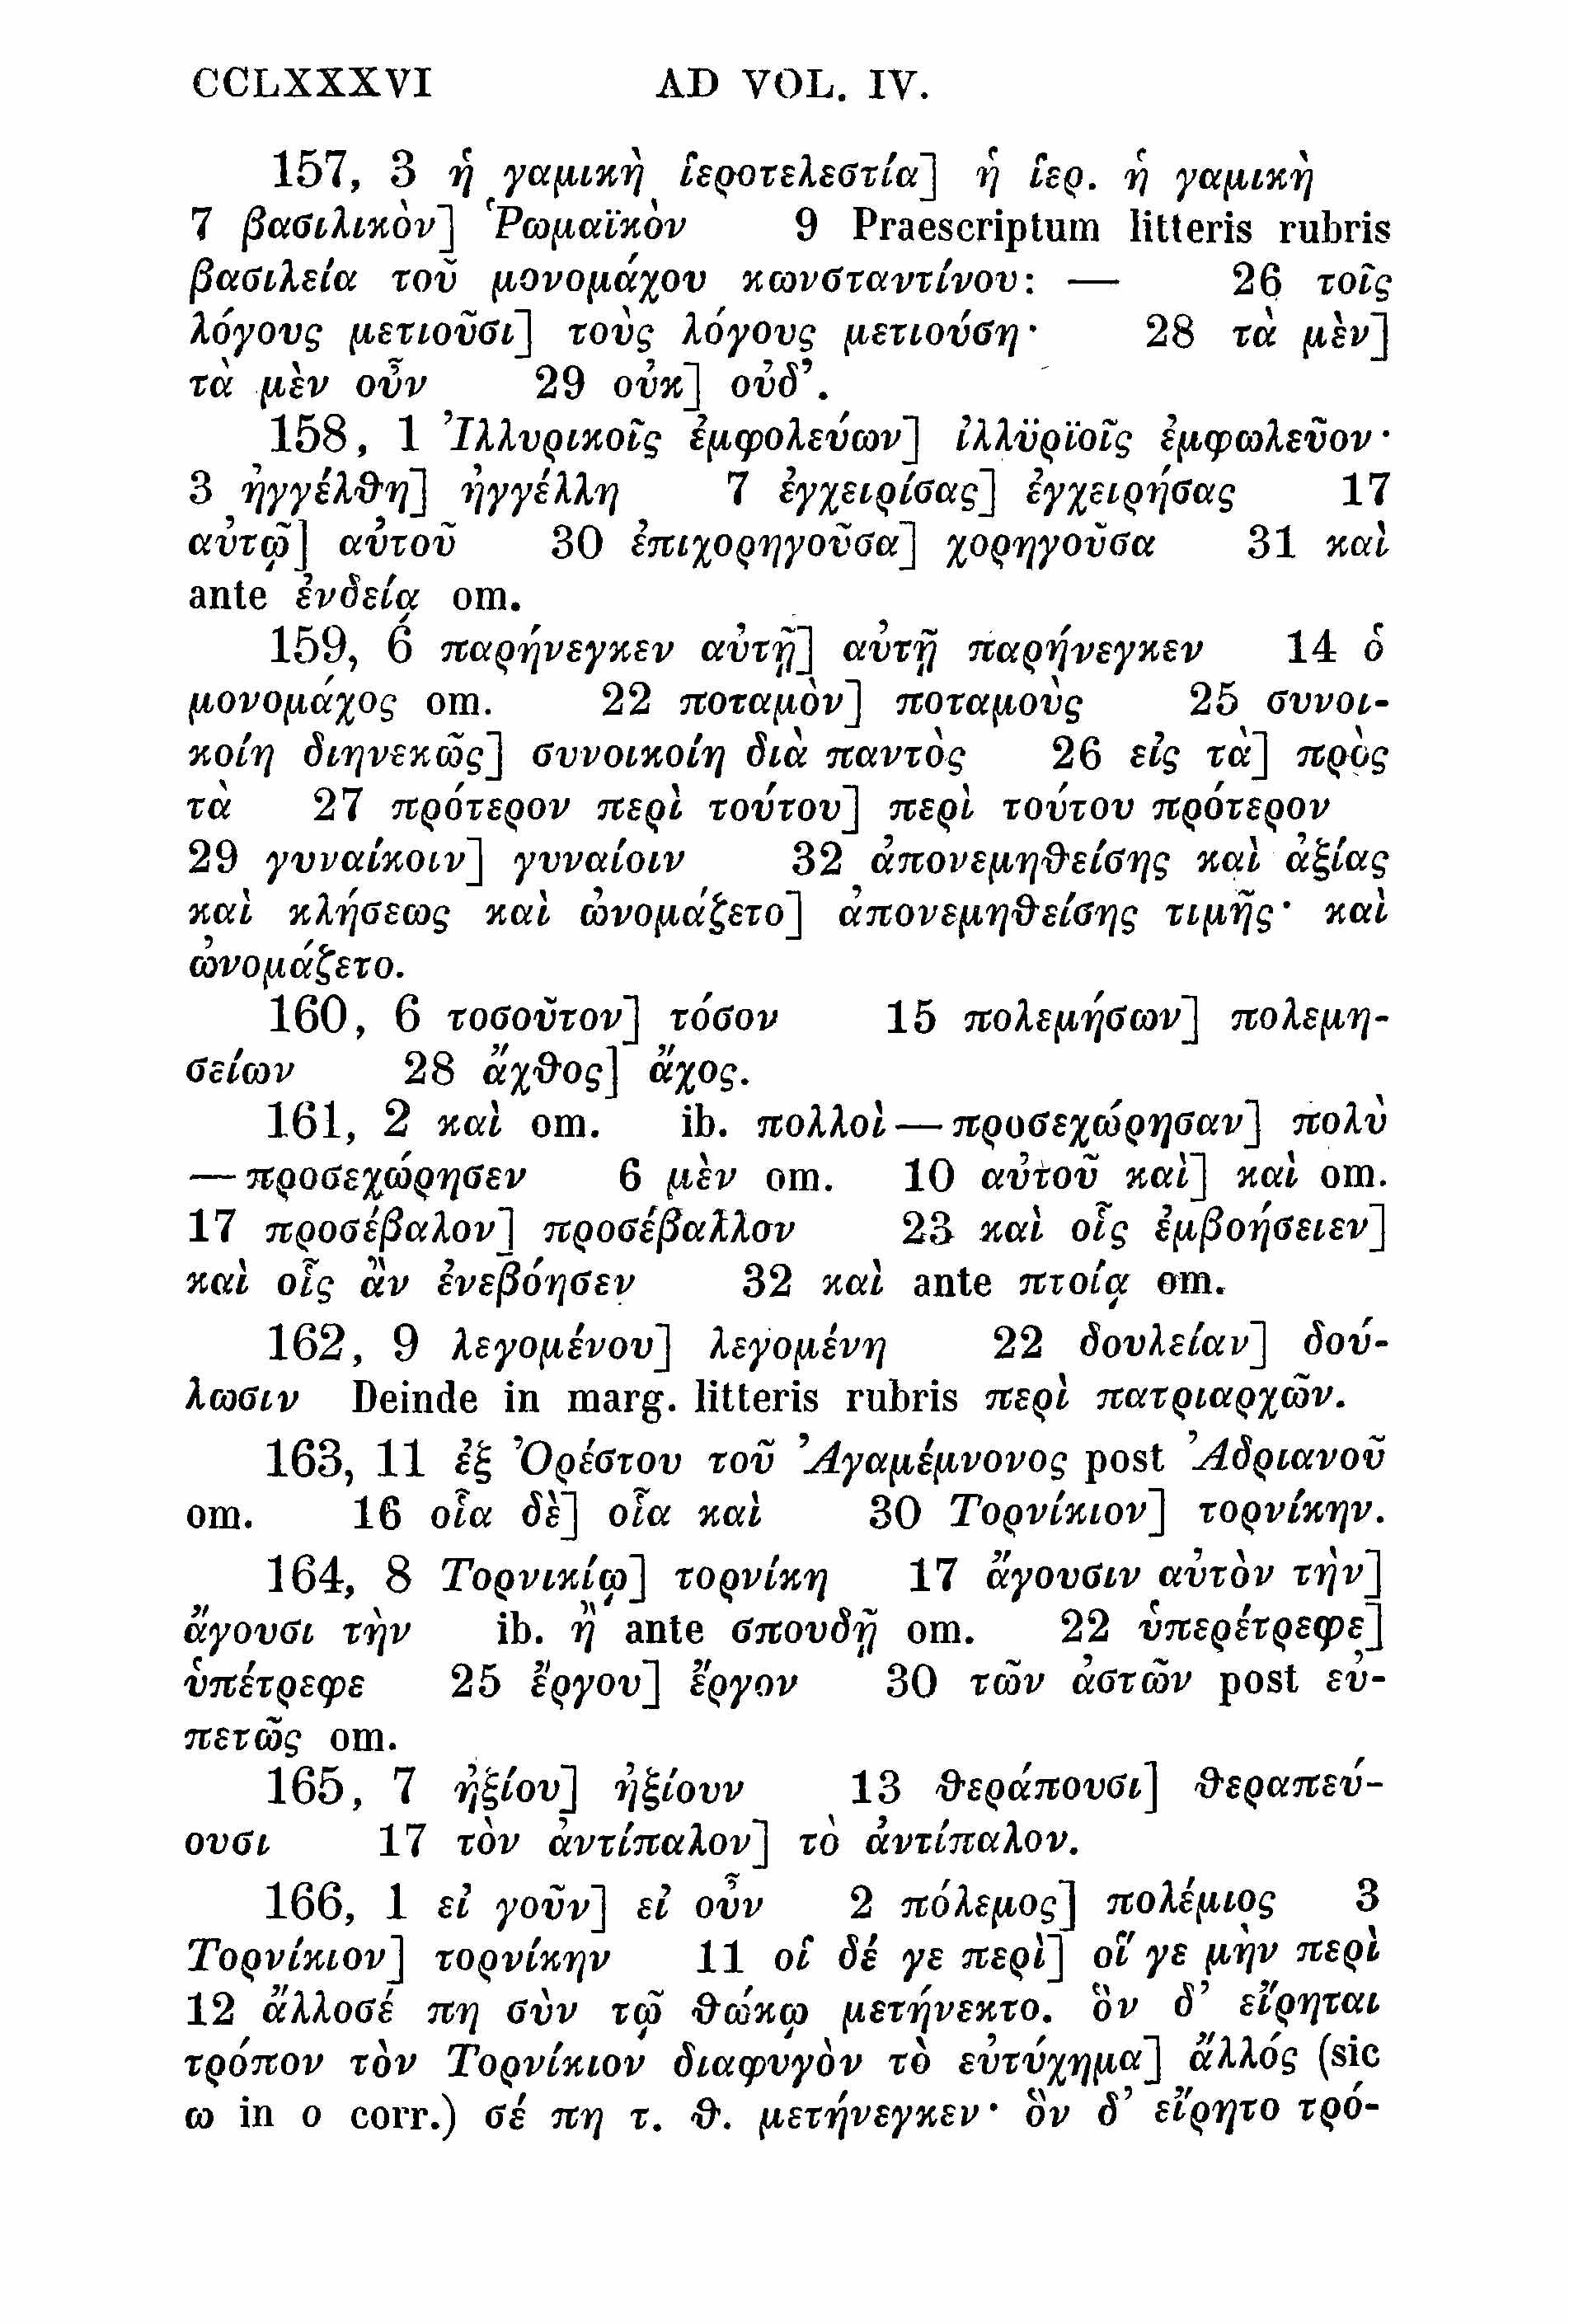 CCLXXXVI AD VOL. IV.
157, 3 ἡ γαμικὴ ἱεροτελεστία] ἡ ἱερ. ἡ γαμικὴ
7 βασιλικὸν] Ῥωμαϊκὸν 9 Praescriptum litteris rubris
βασιλεία τοῦ μονομάχου κωνσταντίνου: — 26 τοῖς
λόγους μετιοῦσι] τοὺς λόγους μετιούση· 28 τὰ μὲν]
τὰ μὲν οὖν 29 οὐκ] οὐδ’.
158, 1 Ἰλλυρικοῖς ἐμφολεύων] ἰλλϋρϊοῖς ἐμφωλεῦον·
3 ἠγγέλθη] ἠγγέλλη 7 ἐγχειρίσας] ἐγχειρήσας 17
αὐτῷ] αὐτοῦ 30 ἐπιχορηγοῦσα] χορηγοῦσα 31 καὶ
ante ἐνδείᾳ om.
159, 6 παρήνεγκεν αὐτῇ] αὐτῇ παρήνεγκεν 14 ὁ
μονομάχος om. 22 ποταμὸν] ποταμοὺς 25 συνοι-
κοίη διηνεκῶς] συνοικοίη διὰ παντὸς 26 εἰς τὰ] πρὸς
τὰ 27 πρότερον περὶ τούτου] περὶ τούτου πρότερον
29 γυναίκοιν] γυναίοιν 32 ἀπονεμηθείσης καὶ ἀξίας
καὶ κλήσεως καὶ ὠνομάζετο] ἀπονεμηθείσης τιμῆς· καὶ
ὠνομάζετο.
160, 6 τοσοῦτον] τόσον 15 πολεμήσων] πολεμη-
σείων 28 ἄχθος] ἄχος.
161, 2 καὶ om. ib. πολλοὶ — προσεχώρησαν] πολὺ
— προσεχώρησεν 6 μὲν om. 10 αὐτοῦ καὶ] καὶ om.
17 προσέβαλον] προσέβαλλον 23 καὶ οἷς ἐμβοήσειεν]
καὶ οἷς ἂν ἐνεβόησεν 32 καὶ ante πτοίᾳ om.
162, 9 λεγομένου] λεγομένη 22 δουλείαν] δού-
λωσιν Deinde in marg. litteris rubris περὶ πατριαρχῶν.
163, 11 ἐξ Ὀρέστου τοῦ Ἀγαμέμνονος post Ἀδριανοῦ
om. 16 οἷα δὲ] οἷα καὶ 30 Τορνίκιον] τορνίκην.
164, 8 Τορνικίῳ] τορνίκη 17 ἄγουσιν αὐτὸν τὴν]
ἄγουσι τὴν ib. ἢ ante σπουδῇ om. 22 ὑπερέτρεφε]
ὑπέτρεφε 25 ἔργου] ἔργον 30 τῶν ἀστῶν post εὐ-
πετῶς om.
165, 7 ἠξίου] ἠξίουν 13 θεράπουσι] θεραπεύ-
ουσι 17 τὸν ἀντίπαλον] τὸ ἀντίπαλον.
166, 1 εἰ γοῦν] εἰ οὖν 2 πόλεμος] πολέμιος 3
Τορνίκιον] τορνίκην 11 οἱ δέ γε περὶ] οἵ γε μὴν περὶ
12 ἄλλοσέ πη σὺν τῷ θώκῳ μετήνεκτο. ὃν δ’ εἴρηται
τρόπον τὸν Τορνίκιον διαφυγὸν τὸ εὐτύχημα] ἄλλός (sic
ω in ο corr.) σέ πη τ. θ. μετήνεγκεν· ὃν δ’ εἴρητο τρό-